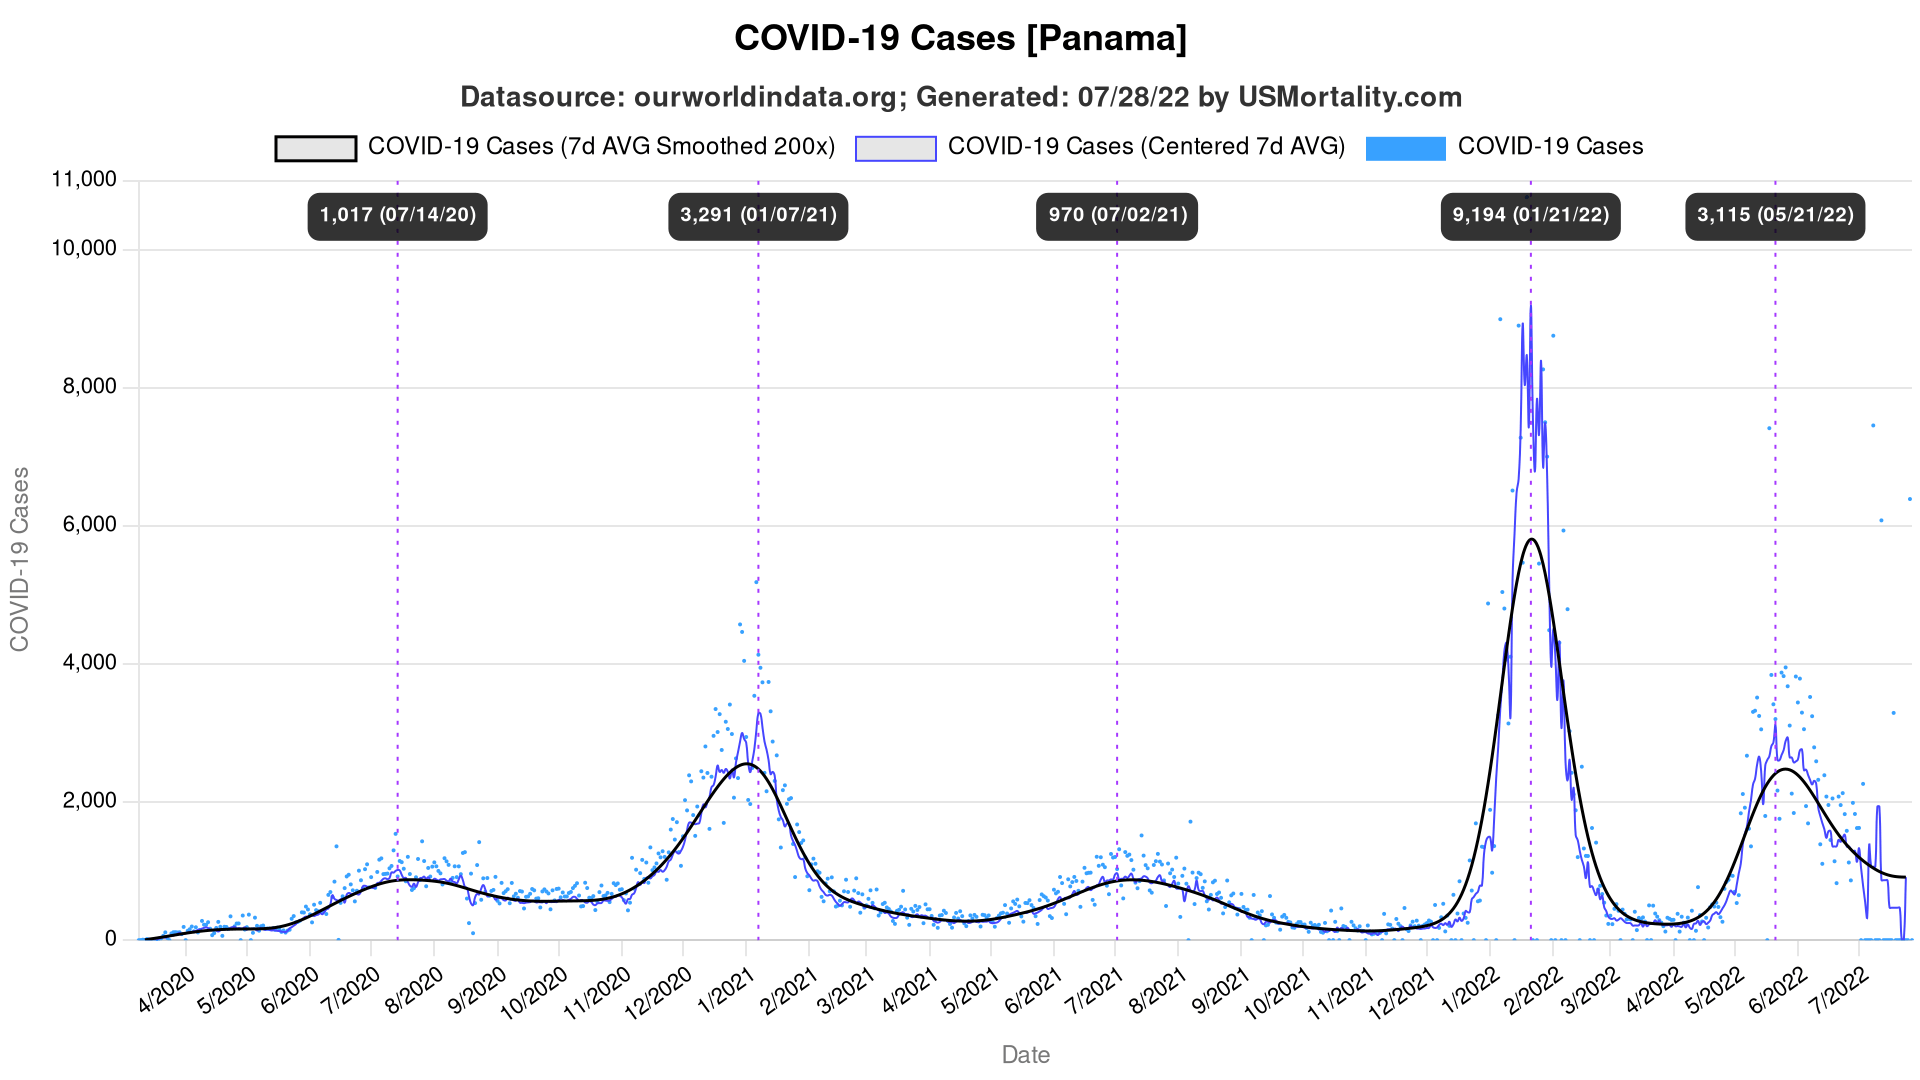 COVID-19 Cases [Panama]
Datasource: ourworldindata.org; Generated: 07/28/22 by USMortality.com
COVID-19 Cases (7d AVG Smoothed 200x) COVID-19 Cases (Centered 7d AVG) COVID-19 Cases
11,000
1,017 (07/14/20) 3,291 (01/07/21) 970 (07/02/21) 9,194 (01/21/22) 3,115 (05/21/22)
10,000
8,000
6,000
4,000
2,000
0
COVID-19 Cases
4/2020 5/2020 6/2020 7/2020 8/2020 9/2020 10/2020 11/2020 12/2020 1/2021 2/2021 3/2021 4/2021 5/2021 6/2021 7/2021 8/2021 9/2021 10/2021 11/2021 12/2021 1/2022 2/2022 3/2022 4/2022 5/2022 6/2022 7/2022
Date